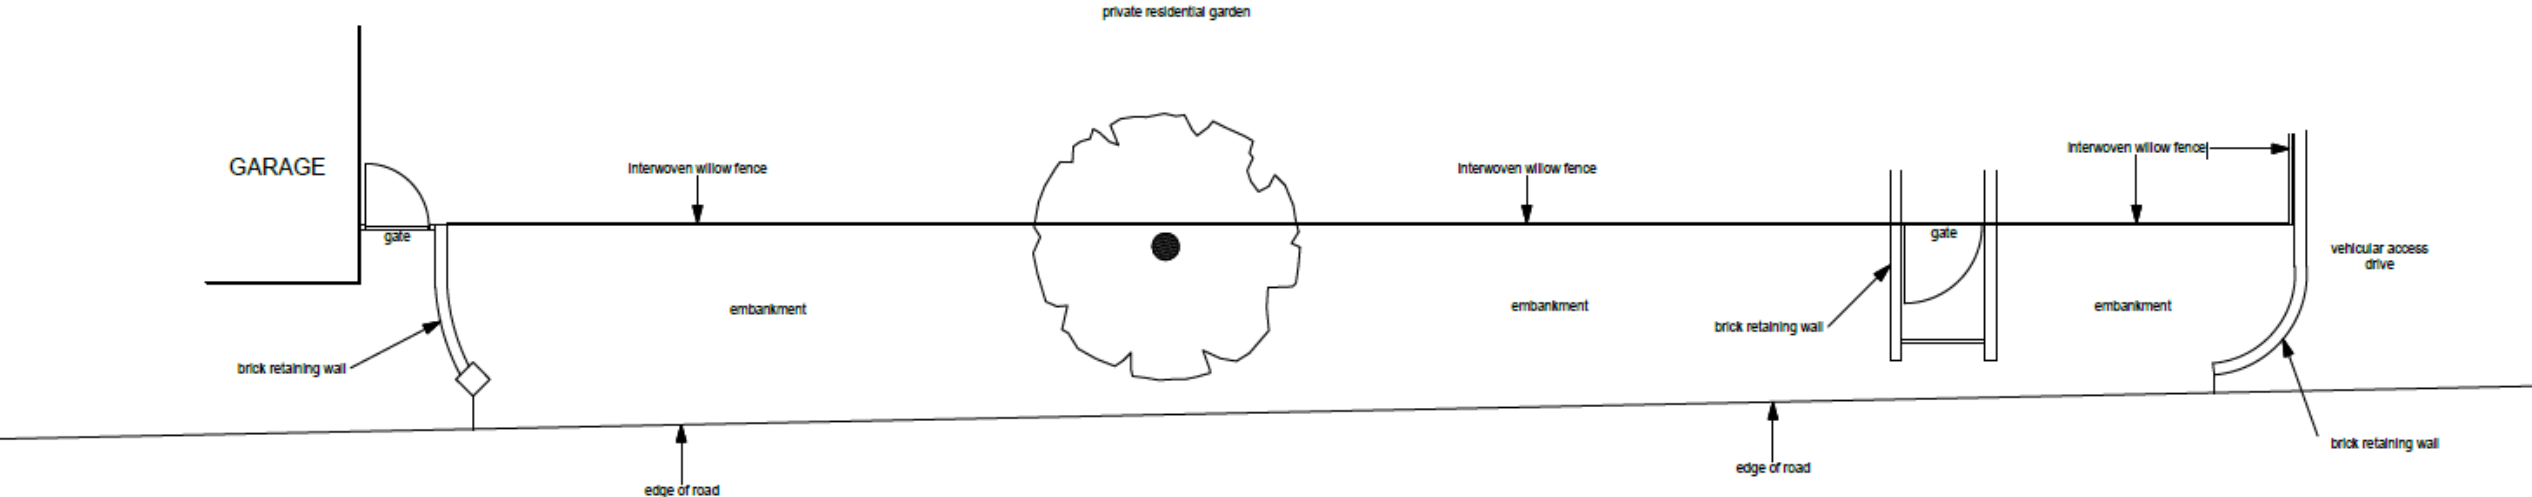 private residential garden
GARAGE
Interwoven willow fence
Interwoven willow fence
Interwoven willow fence
gate
gate
vehicular access
drive
embankment
embankment
embankment
brick retaining wall
brick retaining wall
brick retaining wall
edge of road
edge of road